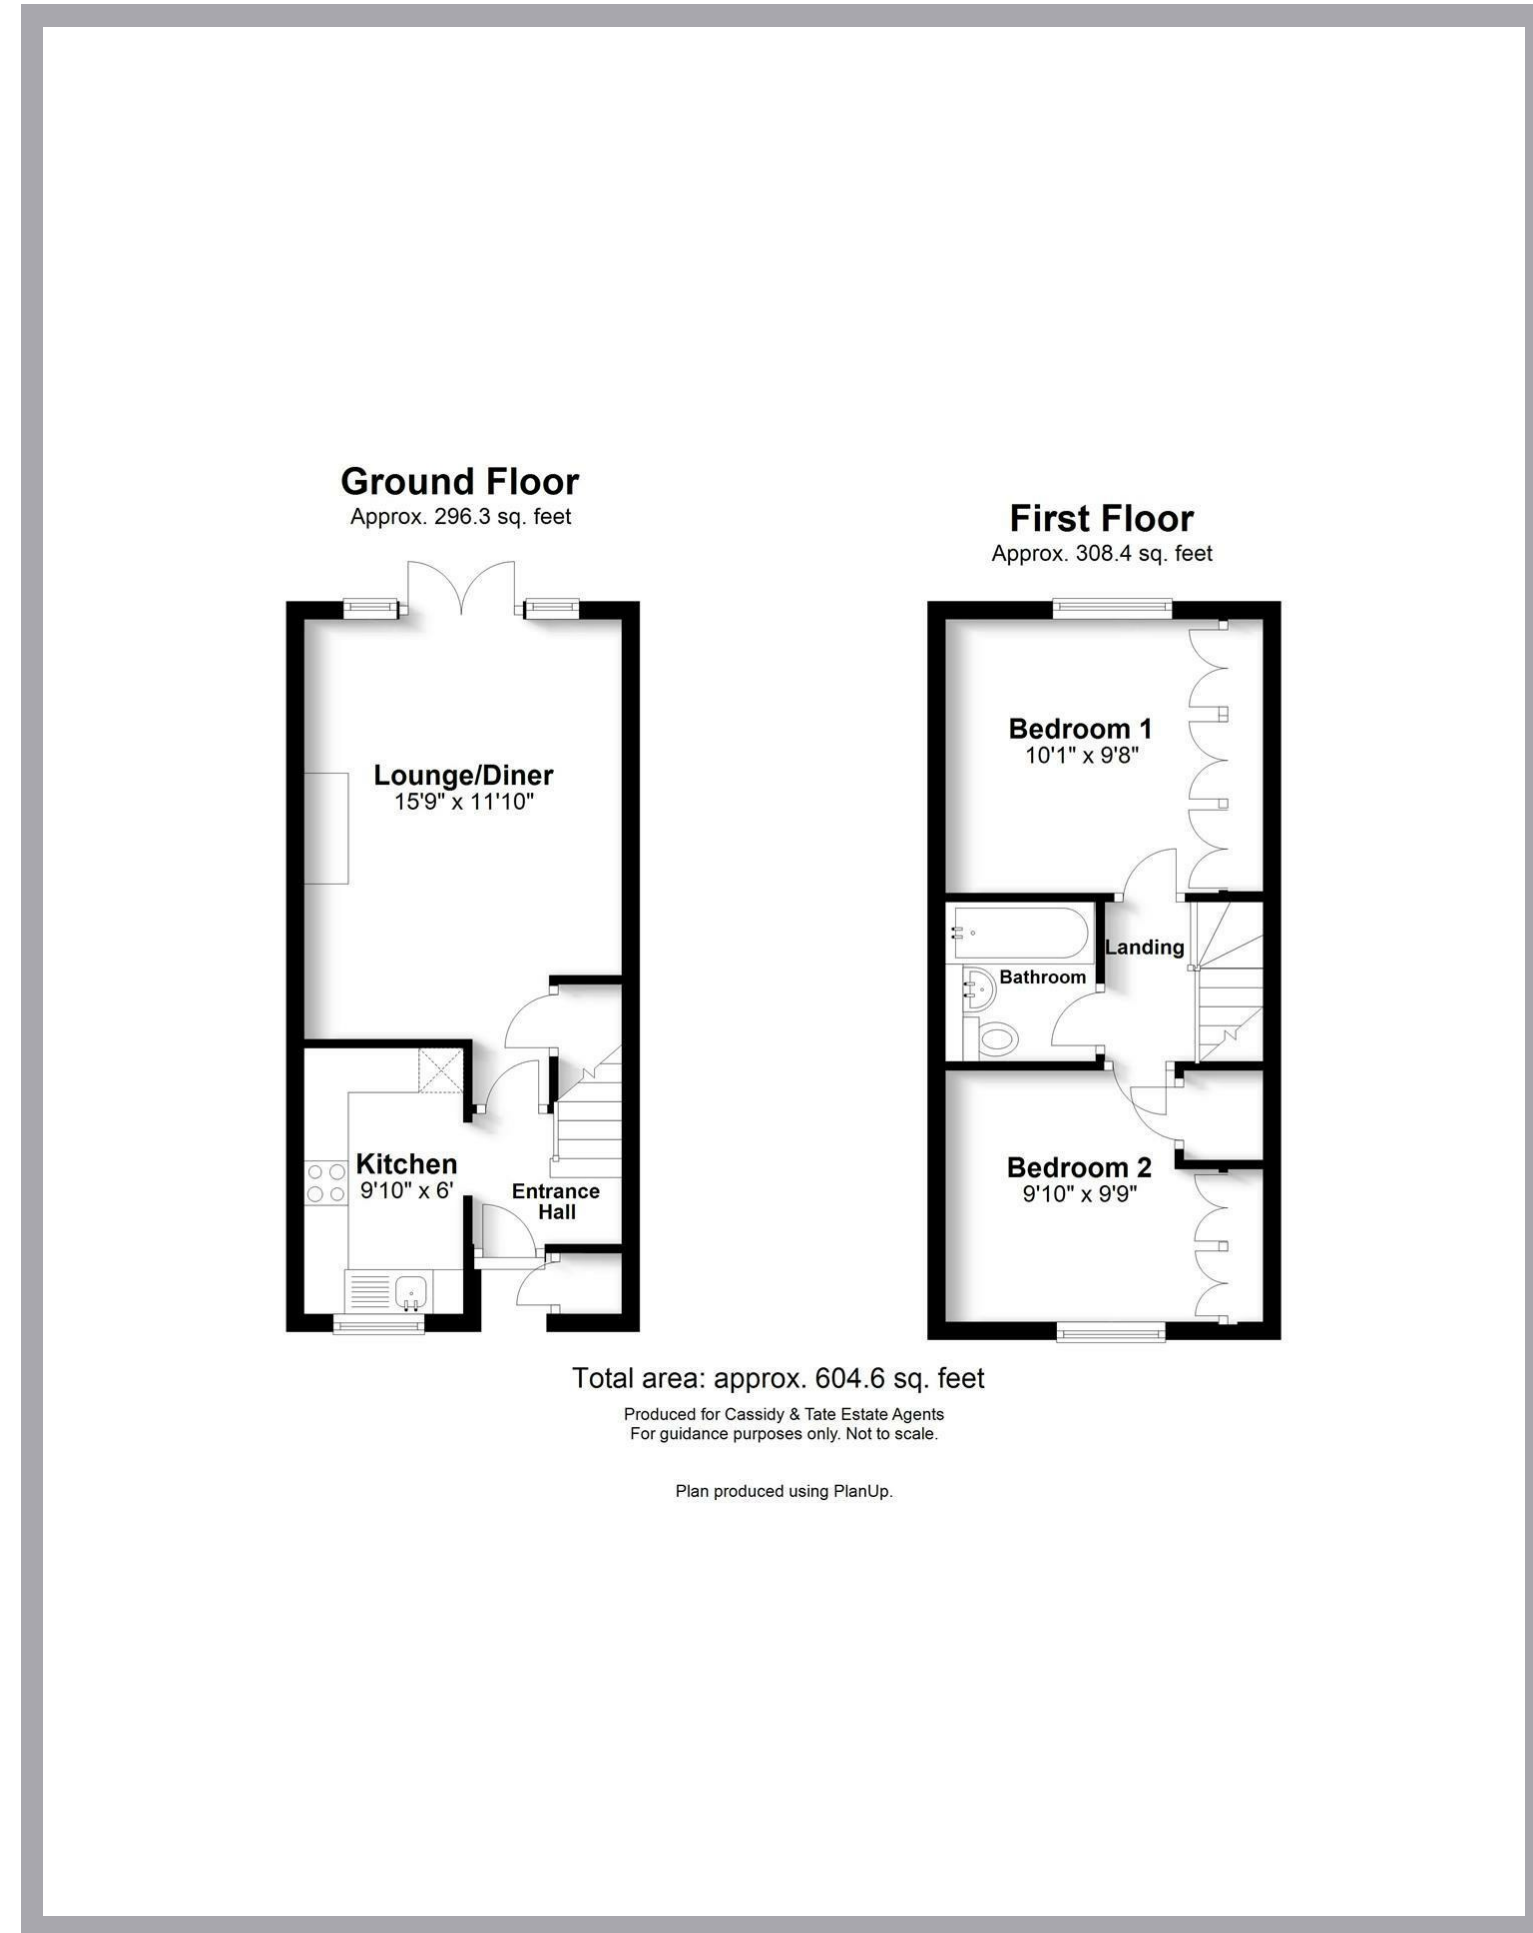 Ground Floor
Approx. 296.3 sq. feet
Lounge/Diner
15'9" x 11'10"
Kitchen
9'10" x 6'
Entrance
Hall
First Floor
Approx. 308.4 sq. feet
Bedroom 1
10'1" x 9'8"
Landing
Bathroom
Bedroom 2
9'10" x 9'9"
Total area: approx. 604.6 sq. feet
Produced for Cassidy & Tate Estate Agents
For guidance purposes only. Not to scale.
Plan produced using PlanUp.